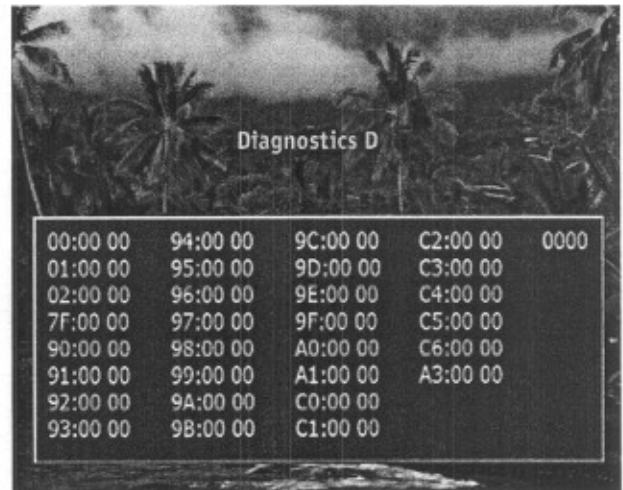 Diagnostics D
00:00 00 94:00 00 9C:00 00 C2:00 00 0000
01:00 00 95:00 00 9D:00 00 C3:00 00
02:00 00 96:00 00 9E:00 00 C4:00 00
7F:00 00 97:00 00 9F:00 00 C5:00 00
90:00 00 98:00 00 A0:00 00 C6:00 00
91:00 00 99:00 00 A1:00 00 A3:00 00
92:00 00 9A:00 00 C0:00 00
93:00 00 9B:00 00 C1:00 00